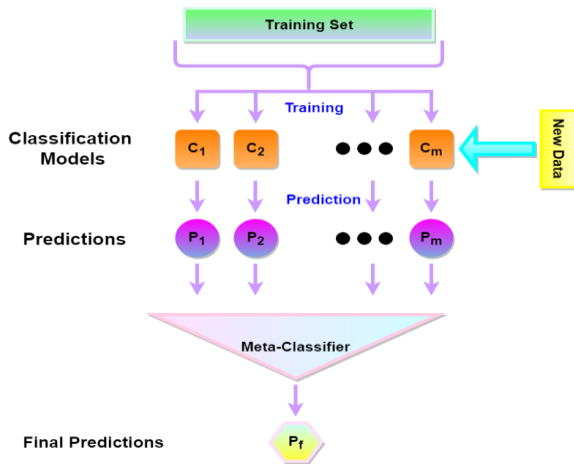 Training Set
Training
Classification
Models
C1
C2
Cm
New Data
Prediction
Predictions
P1
P2
Pm
Meta-Classifier
Final Predictions
Pf